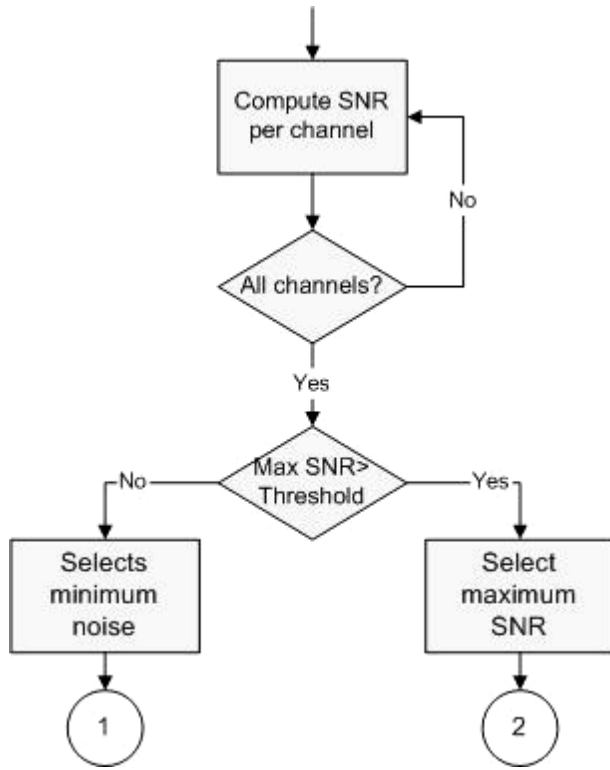 Compute SNR
per channel
No
All channels?
Yes
Max SNR>
Threshold
No
Yes
Selects
minimum
noise
Select
maximum
SNR
1
2